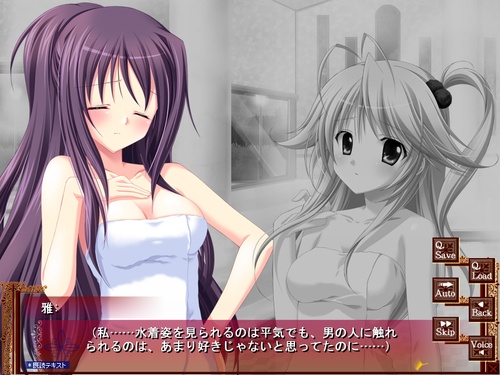 Q.
Save
Q.
Load
Auto
Back
Skip
Voice
雅:
（私……水着姿を見られるのは平気でも、男の人に触れ
られるのは、あまり好きじゃないと思ってたのに……）
既読テキスト